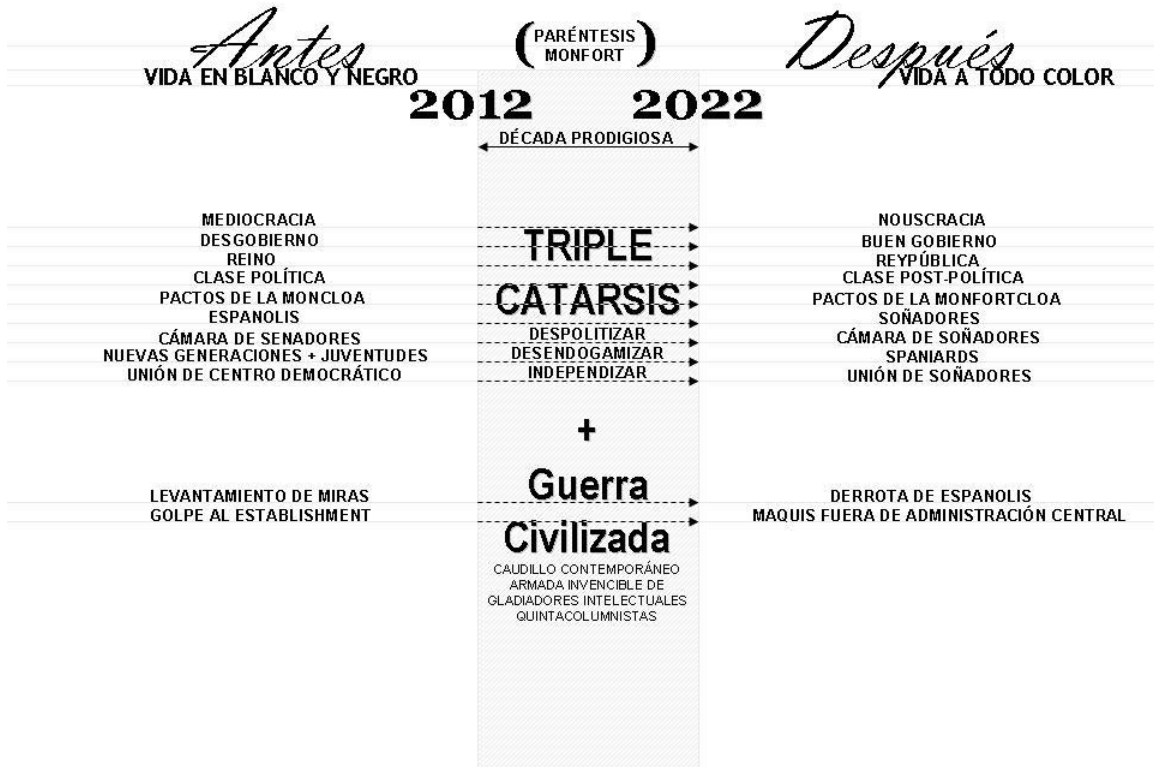 Antes
VIDA EN BLANCO Y NEGRO
(PARÉNTESIS
MONFORT)
Después
VIDA A TODO COLOR
2012 2022
DÉCADA PRODIGIOSA
MEDIOCRACIA
DESGOBIERNO
REINO
CLASE POLÍTICA
PACTOS DE LA MONCLOA
ESPANOLIS
CÁMARA DE SENADORES
NUEVAS GENERACIONES + JUVENTUDES
UNIÓN DE CENTRO DEMOCRÁTICO
TRIPLE
CATARSIS
DESPOLITIZAR
DESENDOGAMIZAR
INDEPENDIZAR
NOUSCRACIA
BUEN GOBIERNO
REYPÚBLICA
CLASE POST-POLÍTICA
PACTOS DE LA MONFORTCLOA
SOÑADORES
CÁMARA DE SOÑADORES
SPANIARDS
UNIÓN DE SOÑADORES
+
LEVANTAMIENTO DE MIRAS
GOLPE AL ESTABLISHMENT
Guerra
Civilizada
CAUDILLO CONTEMPORÁNEO
ARMADA INVENCIBLE DE
GLADIADORES INTELECTUALES
QUINTACOLUMNISTAS
DERROTA DE ESPANOLIS
MAQUIS FUERA DE ADMINISTRACIÓN CENTRAL